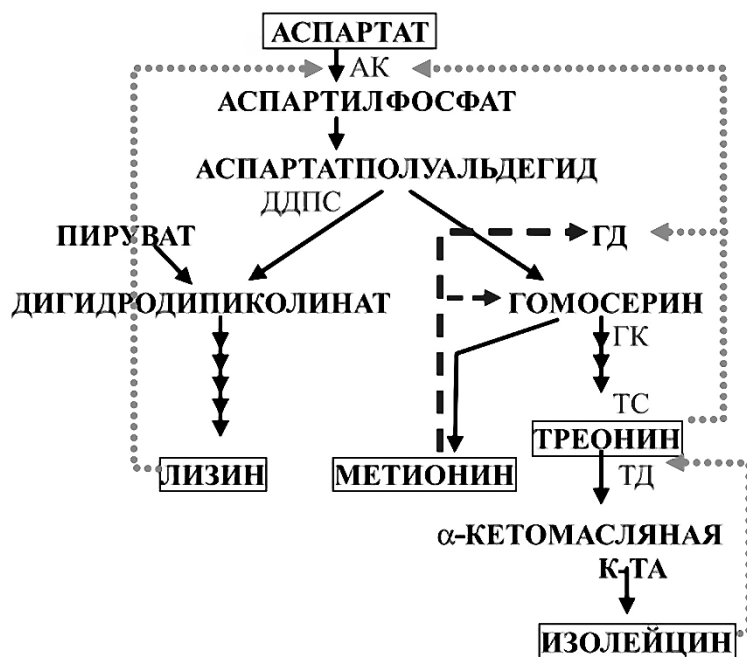 АСПАРТАТ
АК
АСПАРТИЛФОСФАТ
АСПАРТАТПОЛУАЛЬДЕГИД
ДДПС
ПИРУВАТ
ГД
ДИГИДРОДИПИКОЛИНАТ
ГОМОСЕРИН
ГК
ТС
ТРЕОНИН
ЛИЗИН
МЕТИОНИН
ТД
α-КЕТОМАСЛЯНАЯ
К-ТА
ИЗОЛЕЙЦИН